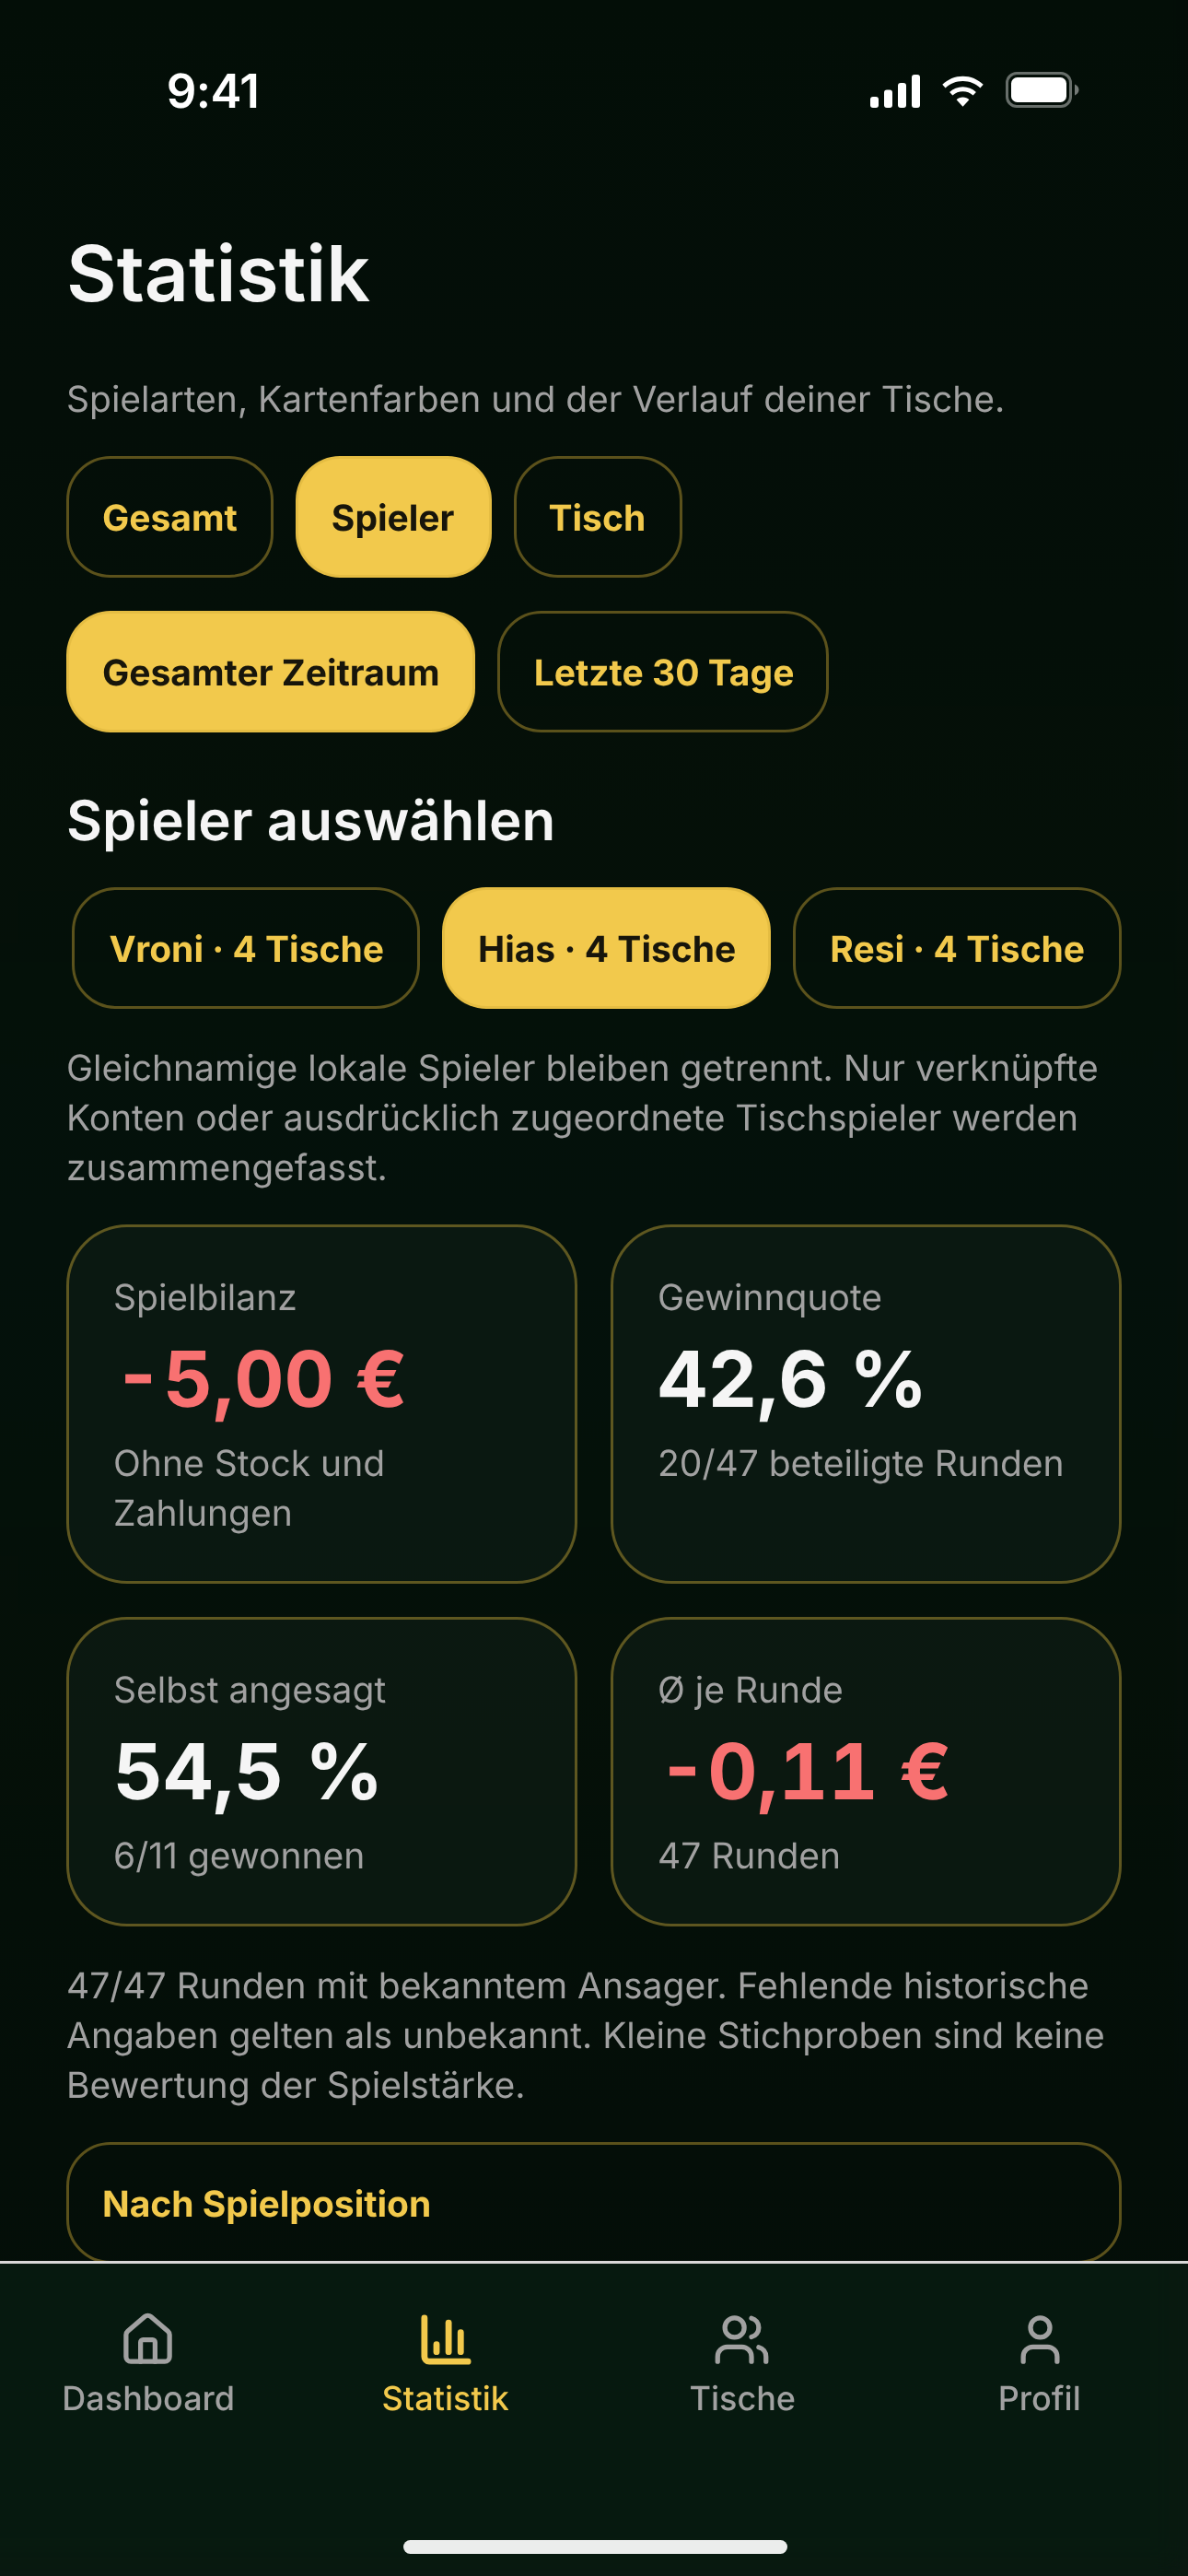 9:41
Statistik
Spielarten, Kartenfarben und der Verlauf deiner Tische.
Gesamt
Spieler
Tisch
Gesamter Zeitraum
Letzte 30 Tage
Spieler auswählen
Vroni · 4 Tische
Hias · 4 Tische
Resi · 4 Tische
Gleichnamige lokale Spieler bleiben getrennt. Nur verknüpfte
Konten oder ausdrücklich zugeordnete Tischspieler werden
zusammengefasst.
Spielbilanz
-5,00 €
Ohne Stock und
Zahlungen
Gewinnquote
42,6 %
20/47 beteiligte Runden
Selbst angesagt
54,5 %
6/11 gewonnen
Ø je Runde
-0,11 €
47 Runden
47/47 Runden mit bekanntem Ansager. Fehlende historische
Angaben gelten als unbekannt. Kleine Stichproben sind keine
Bewertung der Spielstärke.
Nach Spielposition
Dashboard
Statistik
Tische
Profil